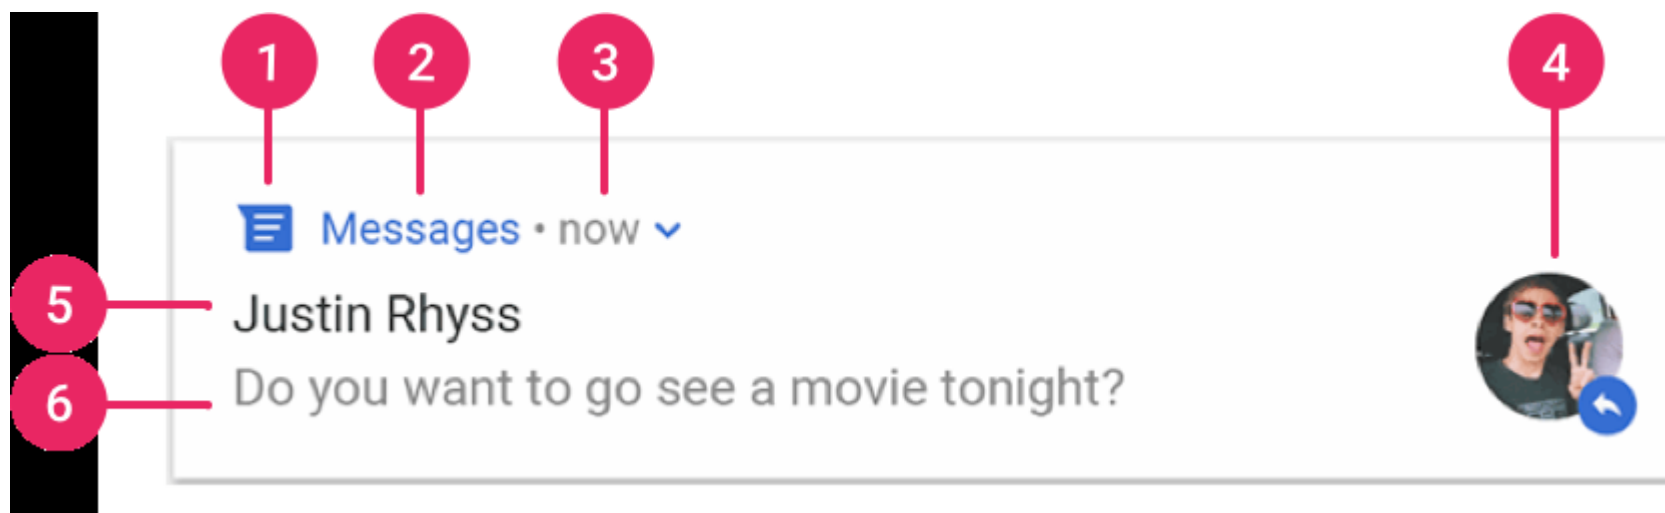 1 2 3 4
Messages • now
5 Justin Rhyss
6 Do you want to go see a movie tonight?